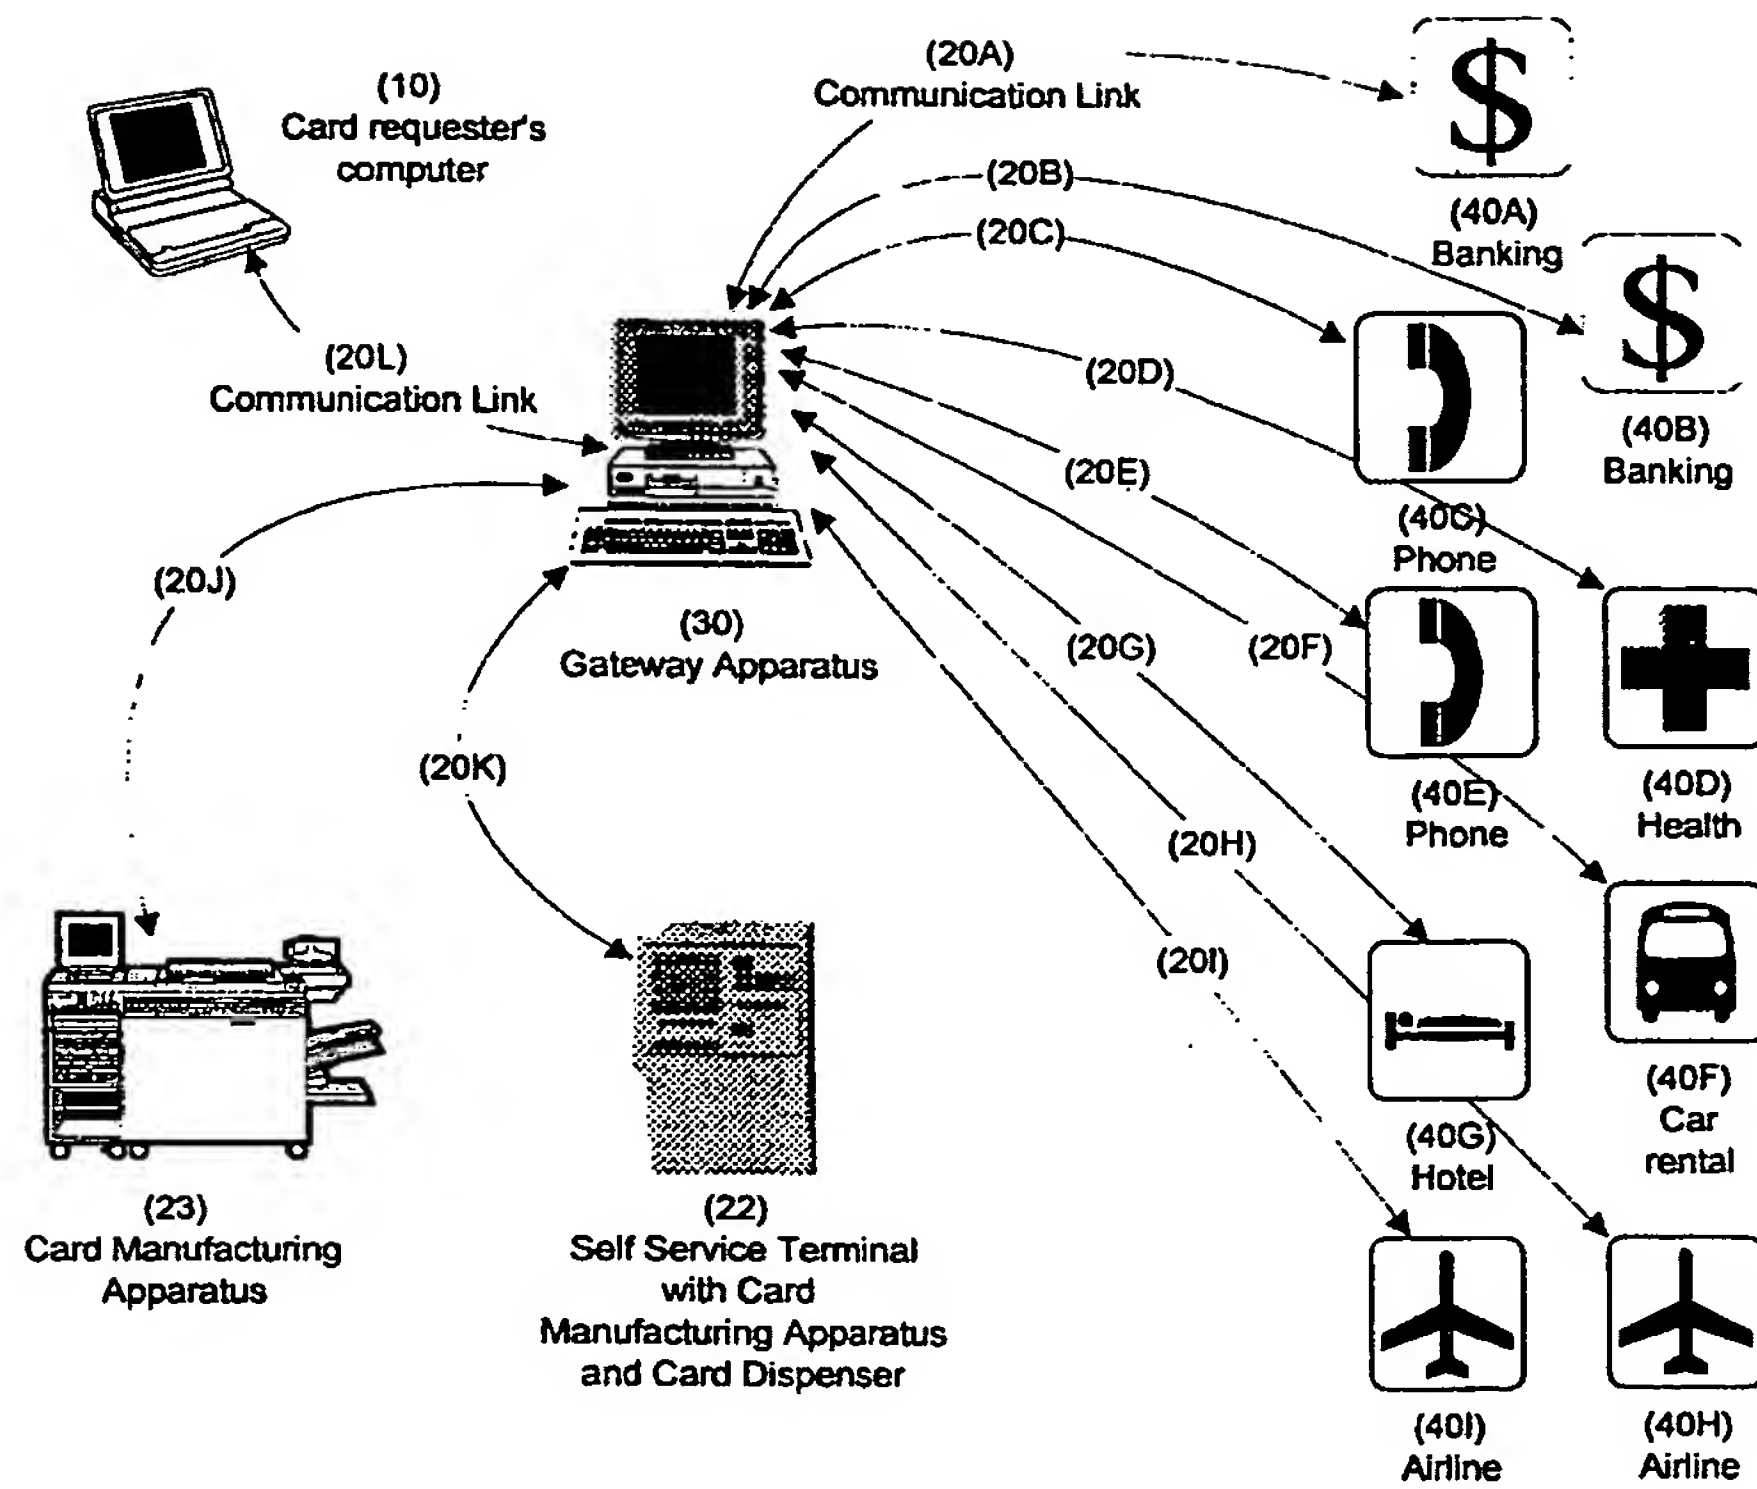 (10)
Card requester's
computer
(20A)
Communication Link
(20B)
(20C)
(40A)
Banking
(20L)
Communication Link
(20D)
(40B)
Banking
(20E)
(40C)
Phone
(20J)
(30)
Gateway Apparatus
(20G)
(20F)
(20K)
(40E)
Phone
(40D)
Health
(20H)
(20I)
(40F)
Car
rental
(40G)
Hotel
(23)
Card Manufacturing
Apparatus
(22)
Self Service Terminal
with Card
Manufacturing Apparatus
and Card Dispenser
(40I)
Airline
(40H)
Airline